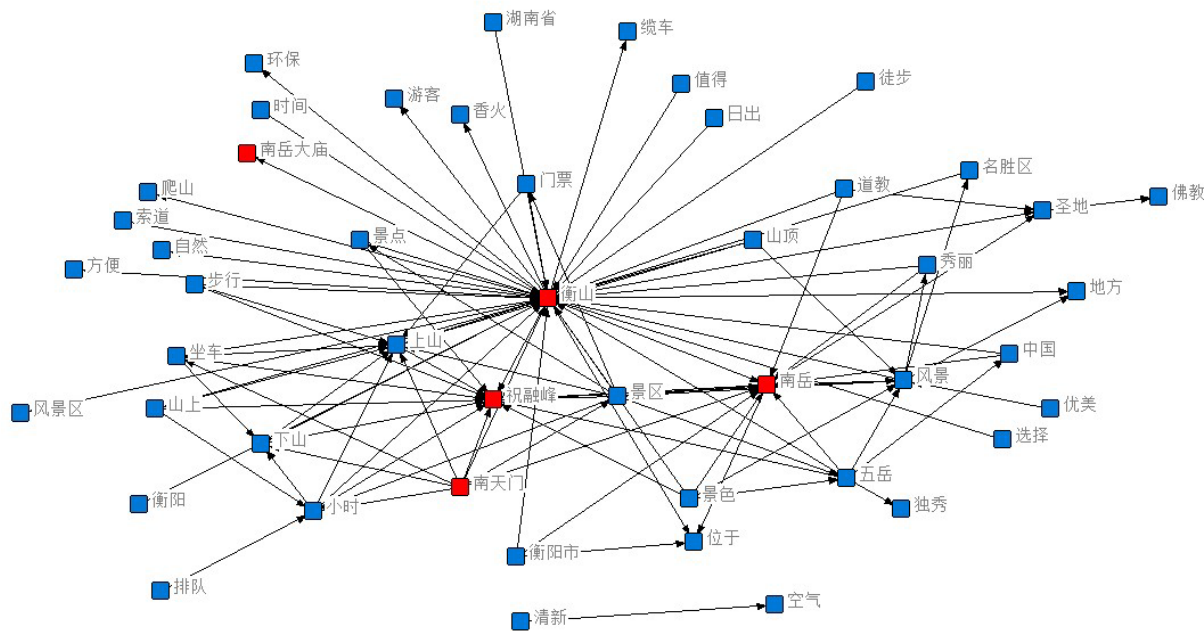 湖南省
缆车
环保
值得
徒步
游客
时间
香火
日出
南岳大庙
名胜区
门票
爬山
道教
佛教
圣地
索道
景点
山顶
自然
秀丽
方便
步行
地方
衡山
上山
中国
坐车
风景
南岳
祝融峰
景区
优美
山上
风景区
选择
下山
五岳
南天门
景色
衡阳
小时
独秀
位于
衡阳市
排队
空气
清新